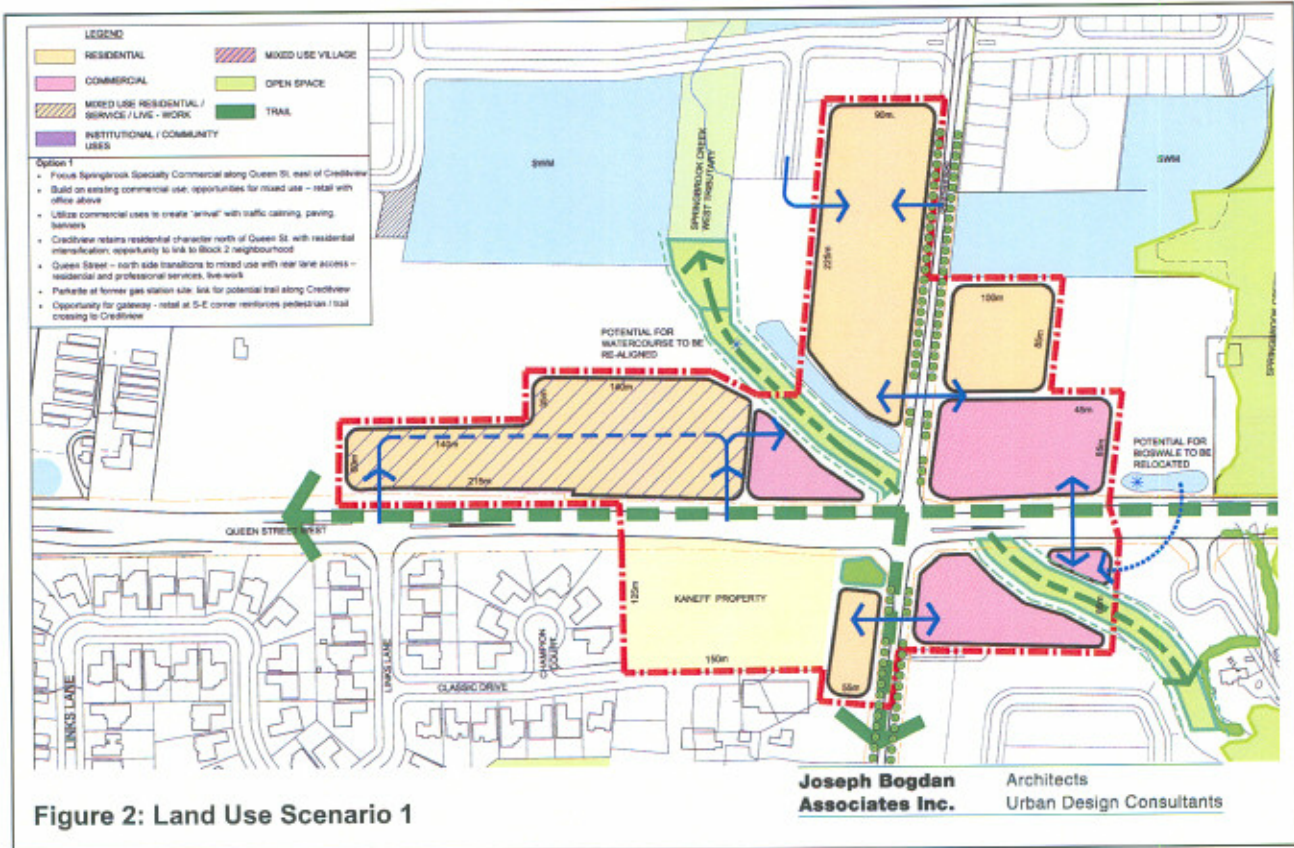 LEGEND
RESIDENTIAL
MIXED USE VILLAGE
COMMERCIAL
OPEN SPACE
MIXED USE RESIDENTIAL /
SERVICE / LIVE - WORK
TRAIL
INSTITUTIONAL / COMMUNITY
USES
Option 1
• Focus Springbrook Specialty Commercial along Queen St. east of Creditview
• Build on existing commercial use; opportunities for mixed use – retail with
office above
• Utilize commercial uses to create "arrival" with traffic calming, paving,
banners
• Creditview retains residential character north of Queen St. with residential
intensification; opportunity to link to Block 2 neighbourhood
• Queen Street – north side transitions to mixed use with rear lane access –
residential and professional services, live-work
• Parkette at former gas station site; link for potential trail along Creditview
• Opportunity for gateway - retail at S-E corner reinforces pedestrian / trail
crossing to Creditview
SWM
SPRINGBROOK CREEK
WEST TRIBUTARY
90m.
225m
SWM
100m
POTENTIAL FOR
WATERCOURSE TO BE
RE-ALIGNED
140m
215m
45m
POTENTIAL FOR
BIOSWALE TO BE
RELOCATED
QUEEN STREET WEST
125m
KANEFF PROPERTY
150m
55m
LINKS LANE
LINKS LANE
CHAMPION
COURT
CLASSIC DRIVE
Joseph Bogdan
Associates Inc.
Architects
Urban Design Consultants
Figure 2: Land Use Scenario 1